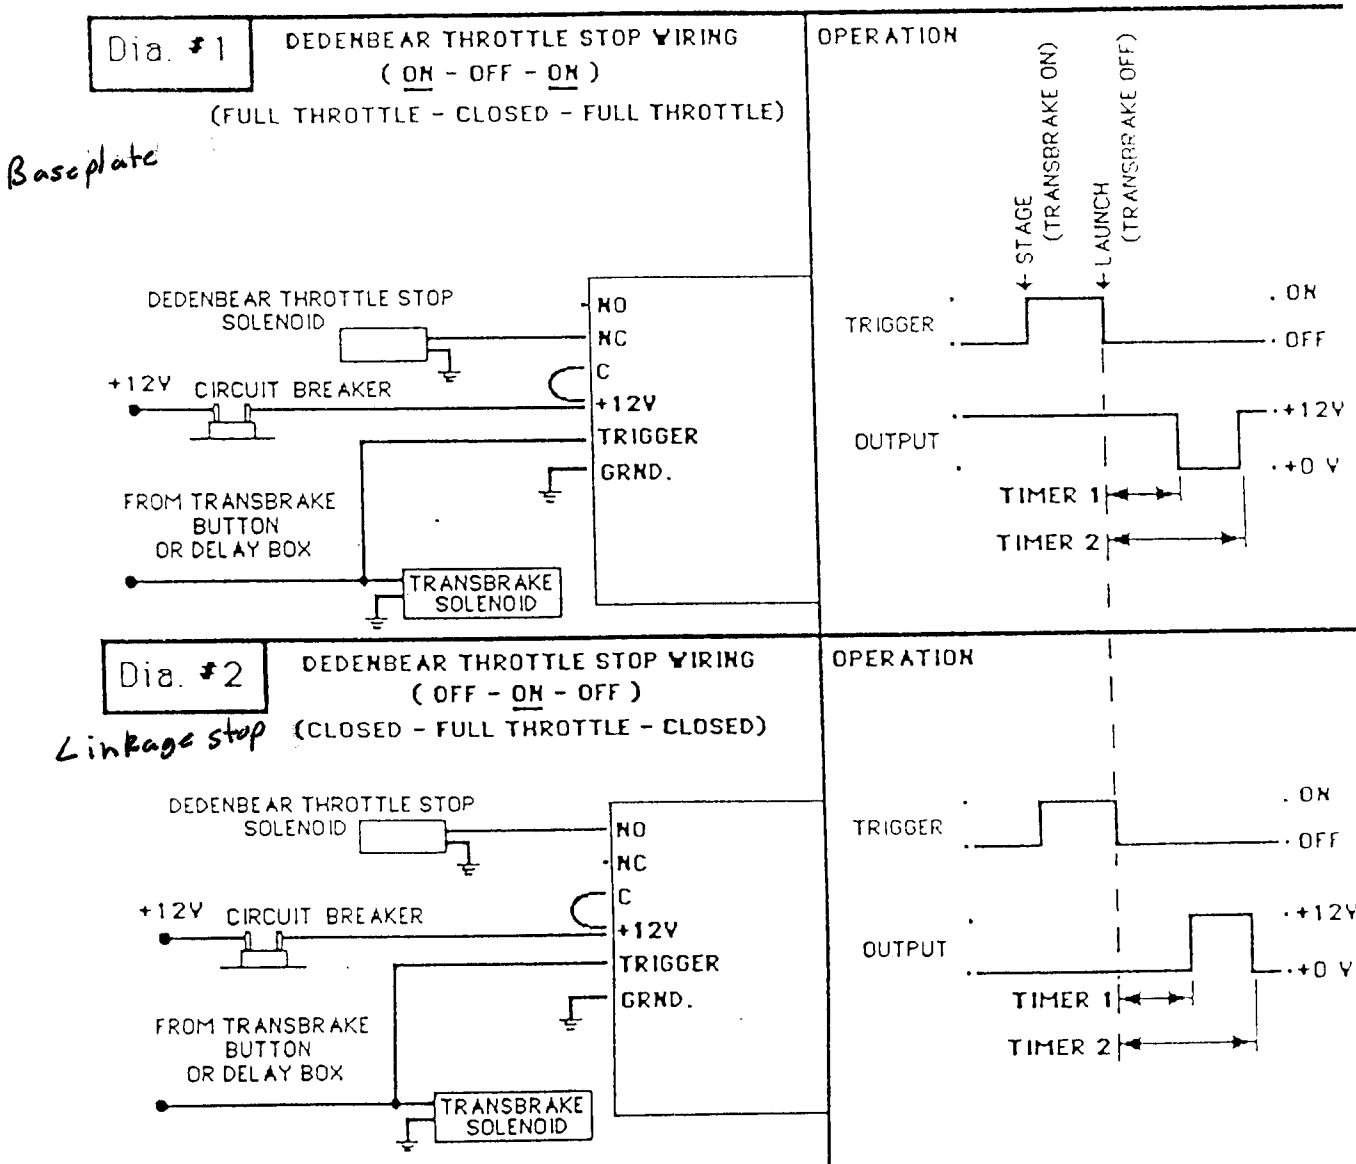 Dia. #1
DEDENBEAR THROTTLE STOP WIRING
( ON - OFF - ON )
(FULL THROTTLE - CLOSED - FULL THROTTLE)
Baseplate
DEDENBEAR THROTTLE STOP
SOLENOID
+12V CIRCUIT BREAKER
NO
NC
C
+12V
TRIGGER
GRND.
FROM TRANSBRAKE
BUTTON
OR DELAY BOX
TRANSBRAKE
SOLENOID
OPERATION
STAGE
(TRANSBRAKE ON)
LAUNCH
(TRANSBRAKE OFF)
TRIGGER
ON
OFF
OUTPUT
+12V
+0 V
TIMER 1
TIMER 2
Dia. #2
DEDENBEAR THROTTLE STOP WIRING
( OFF - ON - OFF )
(CLOSED - FULL THROTTLE - CLOSED)
Linkage stop
DEDENBEAR THROTTLE STOP
SOLENOID
+12V CIRCUIT BREAKER
NO
NC
C
+12V
TRIGGER
GRND.
FROM TRANSBRAKE
BUTTON
OR DELAY BOX
TRANSBRAKE
SOLENOID
OPERATION
TRIGGER
ON
OFF
OUTPUT
+12V
+0 V
TIMER 1
TIMER 2